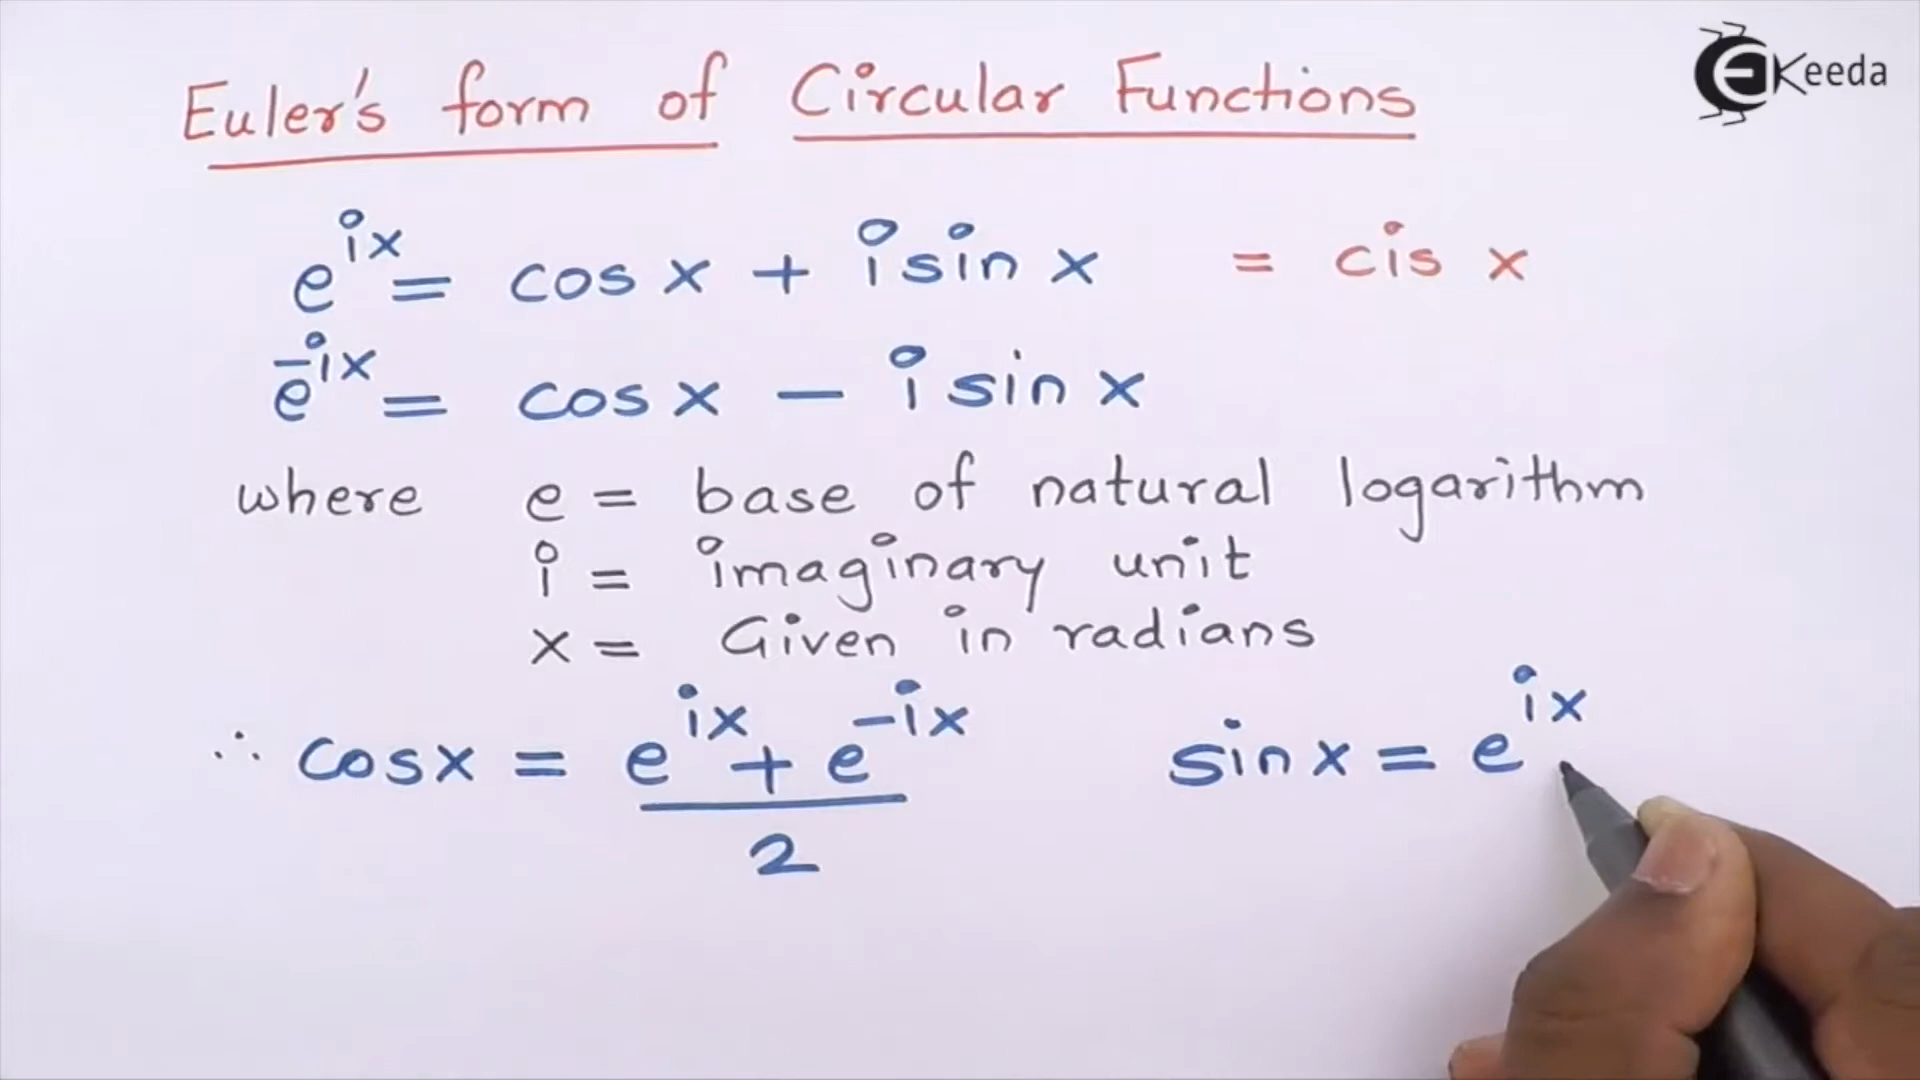 Euler's form of Circular Functions
EKeeda
e^ix = cos x + i sin x = cis x
e^-ix = cos x - i sin x
where e = base of natural logarithm
i = imaginary unit
x = Given in radians
∴ cos x = (e^ix + e^-ix)/2 sin x = e^ix